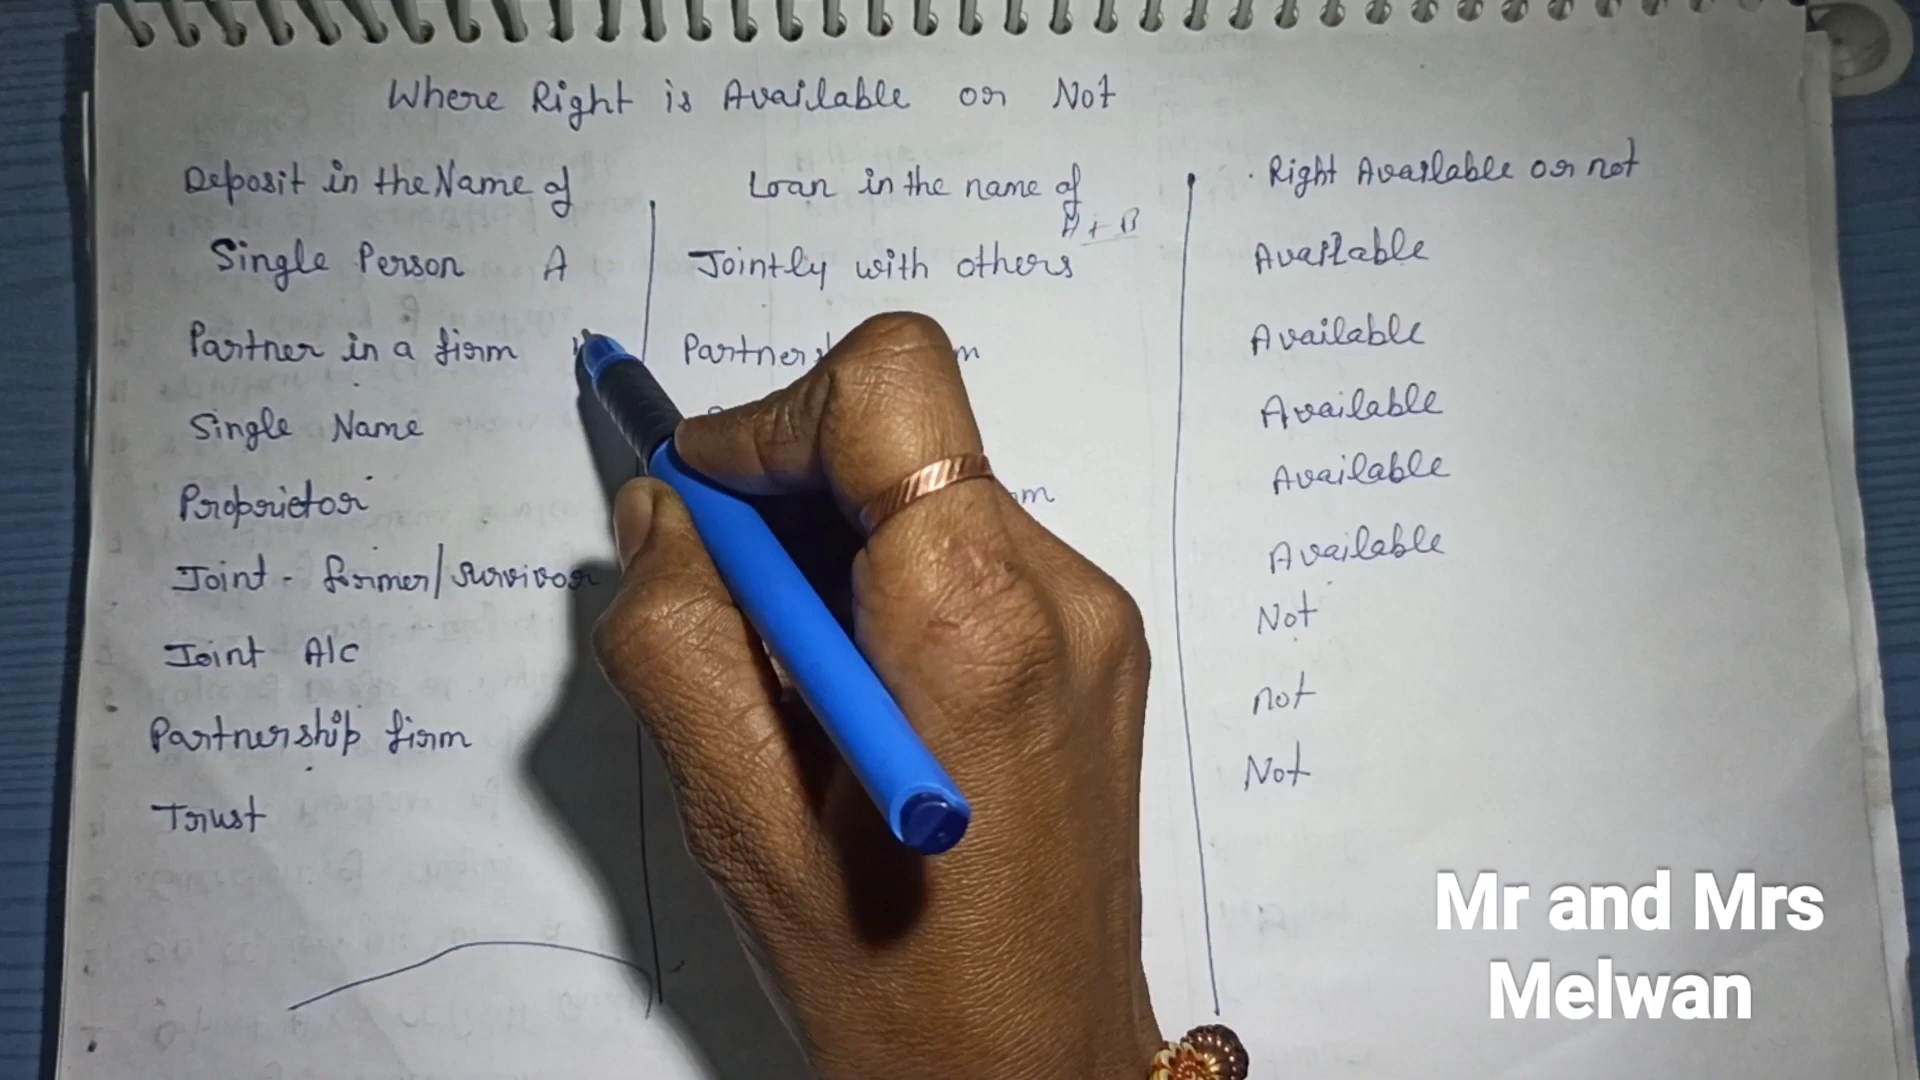 Where Right is Available or Not
Deposit in the Name of
Loan in the name of
Right Available or not
A + B
Single Person A
Jointly with others
Available
Partner in a firm
Available
Single Name
Available
Proprietor
Available
Joint - former/survivor
Available
Joint A/C
Not
Partnership firm
not
Trust
Not
Mr and Mrs
Melwan